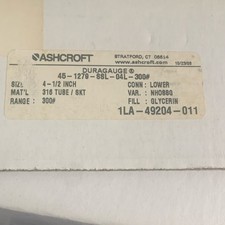 ASHCROFT
STRATFORD, CT 06614
www.ashcroft.com
DURAGAUGE®
45-1279-SSL-04L-300#
SIZE: 4-1/2 INCH
CONN: LOWER
MAT'L 316 TUBE / SKT
VAR.: NH088G
RANGE: 300#
FILL: GLYCERIN
1LA-49204-011